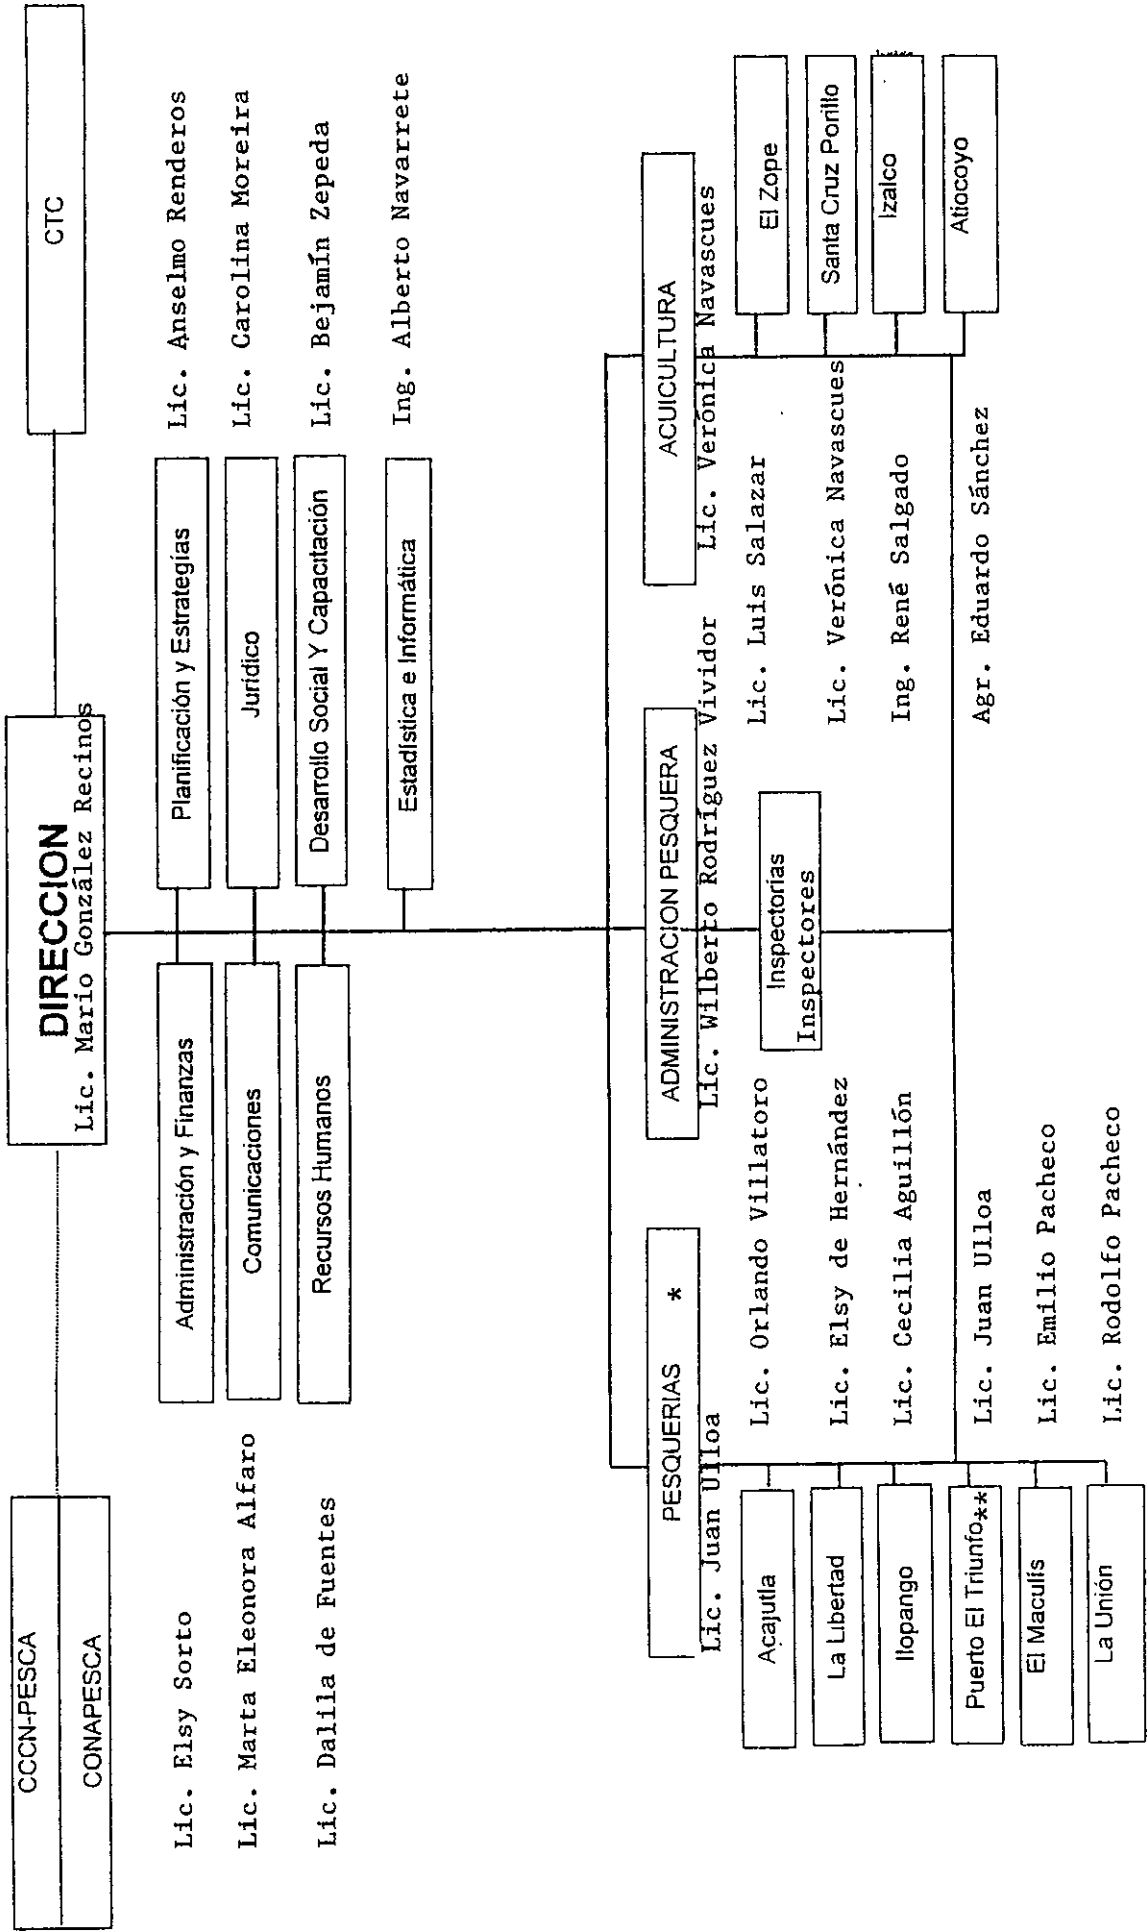 CCCN-PESCA
CONAPESCA
DIRECCION
Lic. Mario González Recinos
CTC
Lic. Elsy Sorto
Administración y Finanzas
Planificación y Estrategías
Lic. Anselmo Renderos
Lic. Marta Eleonora Alfaro
Comunicaciones
Jurídico
Lic. Carolina Moreira
Lic. Dalila de Fuentes
Recursos Humanos
Desarrollo Social Y Capacitación
Lic. Bejamín Zepeda
Estadística e Informática
Ing. Alberto Navarrete
PESQUERIAS *
Lic. Juan Ulloa
ADMINISTRACION PESQUERA
Lic. Wilberto Rodríguez Vividor
ACUICULTURA
Lic. Verónica Navascues
Acajutla
Lic. Orlando Villatoro
Inspectorías
Inspectores
Lic. Luis Salazar
El Zope
La Libertad
Lic. Elsy de Hernández
Lic. Verónica Navascues
Santa Cruz Porillo
Ilopango
Lic. Cecilia Aguillón
Ing. René Salgado
Izalco
Puerto El Triunfo**
Lic. Juan Ulloa
Agr. Eduardo Sánchez
Atiocoyo
El Maculís
Lic. Emilio Pacheco
La Unión
Lic. Rodolfo Pacheco